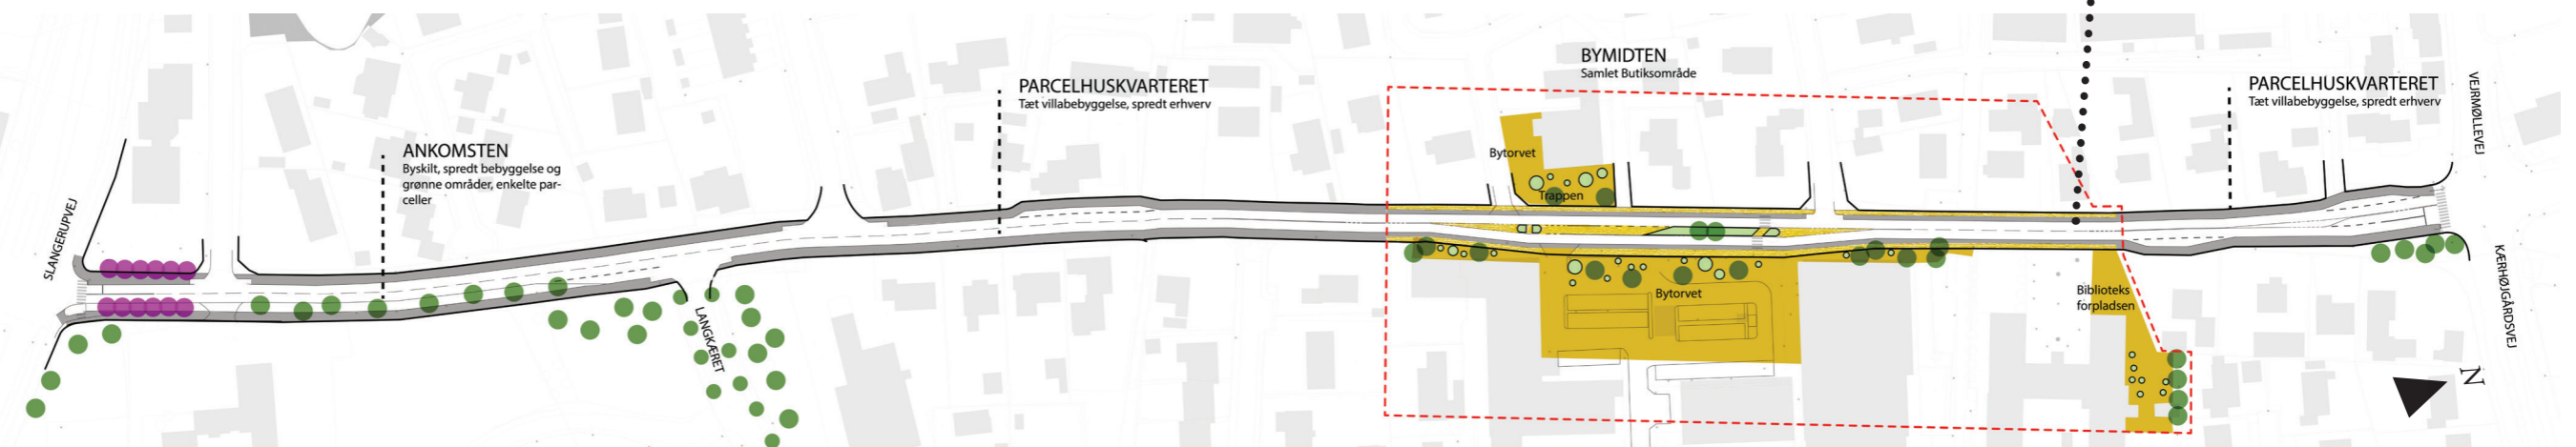 SLANGERUPVEJ
ANKOMSTEN
Byskilt, spredt bebyggelse og
grønne områder, enkelte par-
celler
LANGKÆRET
PARCELHUSKVARTERET
Tæt villabebyggelse, spredt erhverv
BYMIDTEN
Samlet Butiksområde
Bytorvet
Trappen
Bytorvet
Biblioteks
forpladsen
PARCELHUSKVARTERET
Tæt villabebyggelse, spredt erhverv
VEJRMØLLEVEJ
KÆRHØJGÅRDSVEJ
N